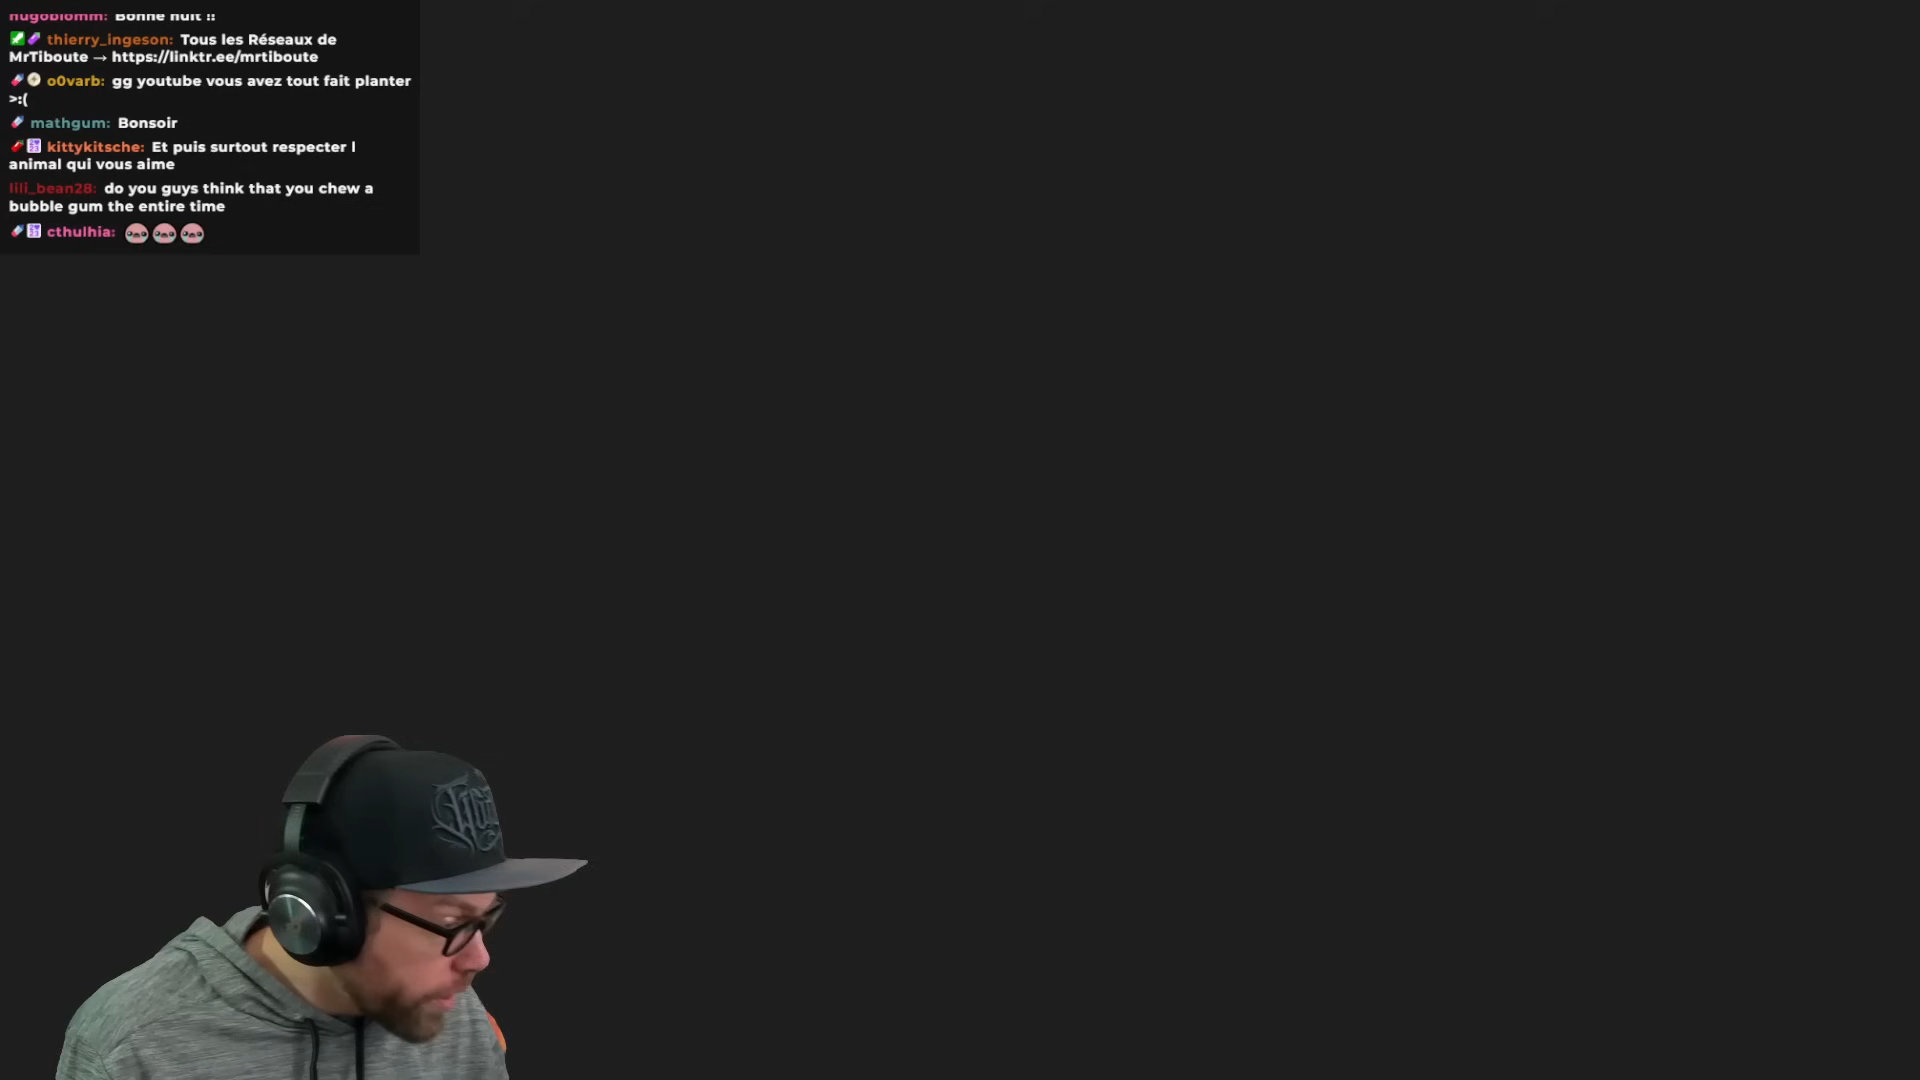 hugoblomm: Bonne nuit !!
thierry_ingeson: Tous les Réseaux de
MrTiboute → https://linktr.ee/mrtiboute
o0varb: gg youtube vous avez tout fait planter
>:(
mathgum: Bonsoir
kittykitsche: Et puis surtout respecter l
animal qui vous aime
lili_bean28: do you guys think that you chew a
bubble gum the entire time
cthulhia: